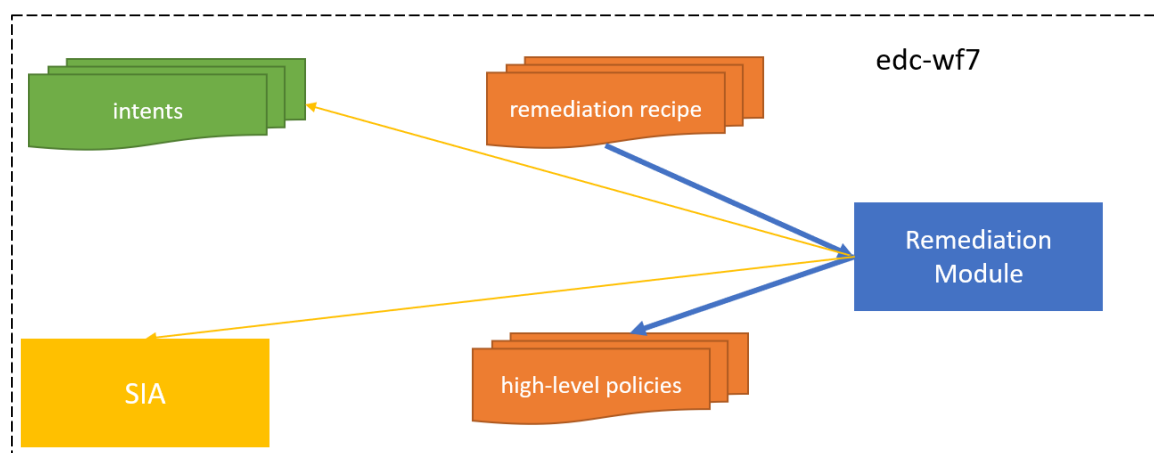 edc-wf7
intents
remediation recipe
Remediation
Module
SIA
high-level policies